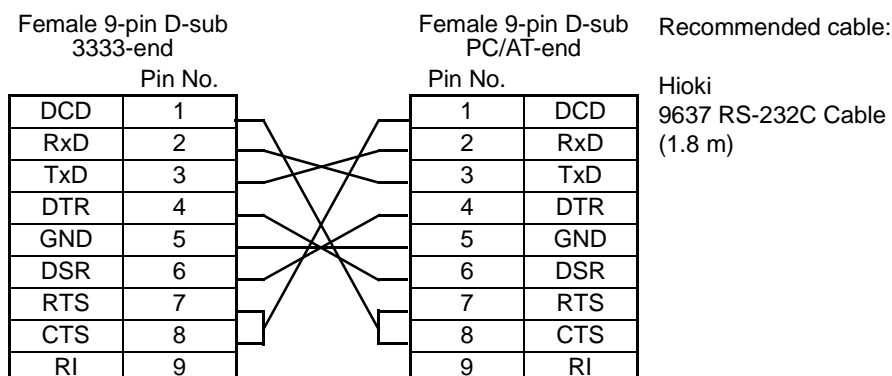 Female 9-pin D-sub
3333-end
Pin No.
DCD 1
RxD 2
TxD 3
DTR 4
GND 5
DSR 6
RTS 7
CTS 8
RI 9
Female 9-pin D-sub
PC/AT-end
Pin No.
1 DCD
2 RxD
3 TxD
4 DTR
5 GND
6 DSR
7 RTS
8 CTS
9 RI
Recommended cable:
Hioki
9637 RS-232C Cable
(1.8 m)